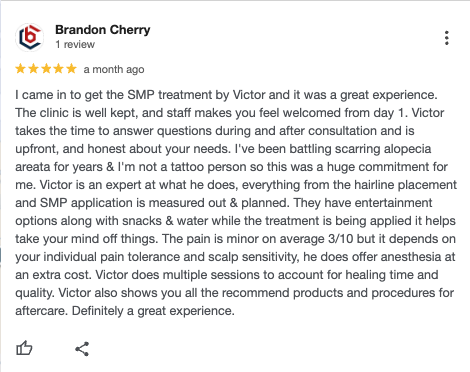 Brandon Cherry
1 review
a month ago
I came in to get the SMP treatment by Victor and it was a great experience.
The clinic is well kept, and staff makes you feel welcomed from day 1. Victor
takes the time to answer questions during and after consultation and is
upfront, and honest about your needs. I've been battling scarring alopecia
areata for years & I'm not a tattoo person so this was a huge commitment for
me. Victor is an expert at what he does, everything from the hairline placement
and SMP application is measured out & planned. They have entertainment
options along with snacks & water while the treatment is being applied it helps
take your mind off things. The pain is minor on average 3/10 but it depends on
your individual pain tolerance and scalp sensitivity, he does offer anesthesia at
an extra cost. Victor does multiple sessions to account for healing time and
quality. Victor also shows you all the recommend products and procedures for
aftercare. Definitely a great experience.